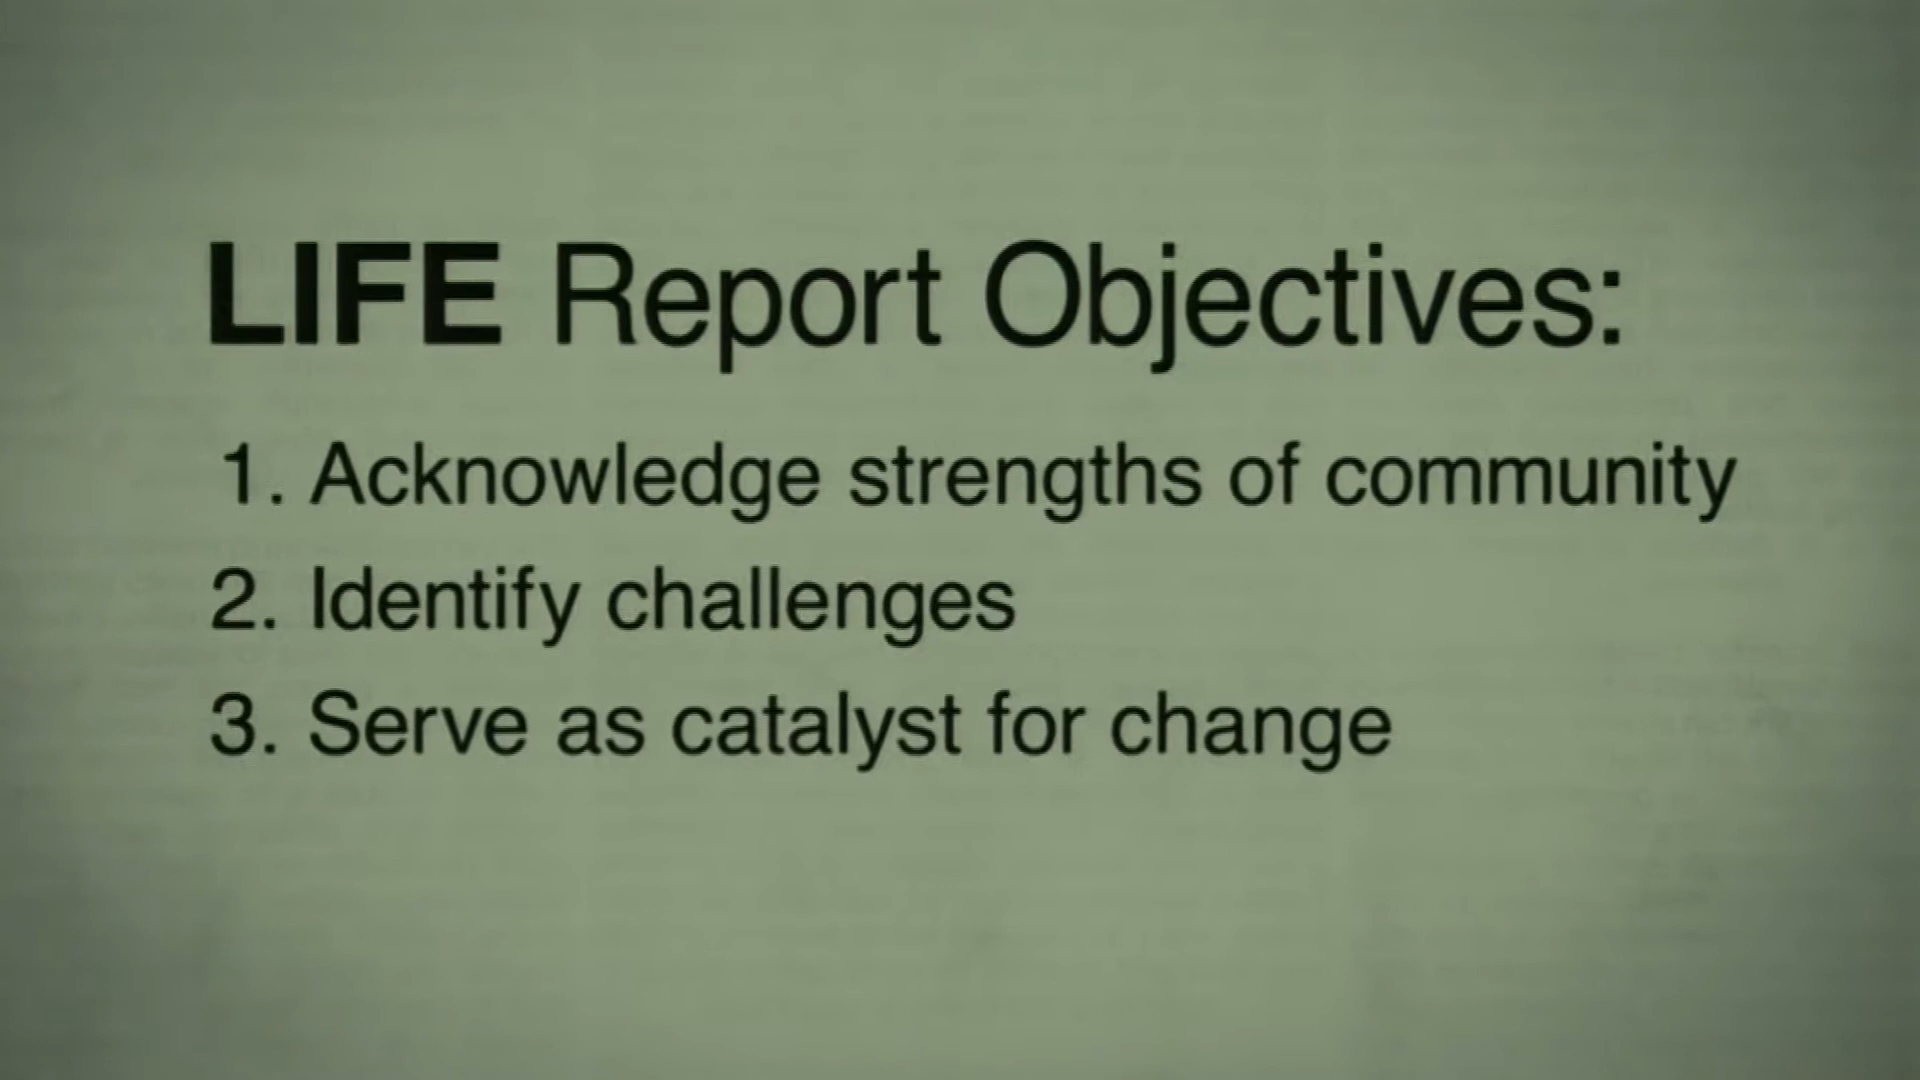 LIFE Report Objectives:
1. Acknowledge strengths of community
2. Identify challenges
3. Serve as catalyst for change